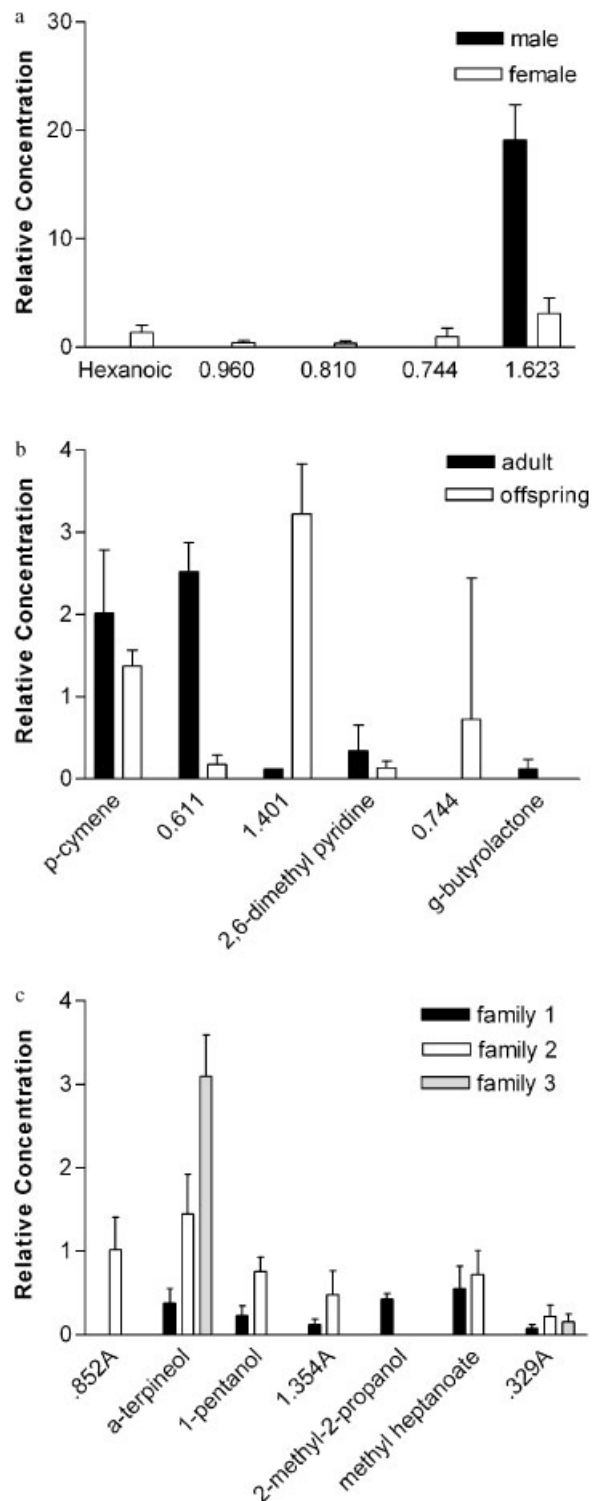 a
Relative Concentration
30
20
10
0
male
female
Hexanoic 0.960 0.810 0.744 1.623
b
Relative Concentration
4
3
2
1
0
adult
offspring
p-cymene
0.611
1.401
2,6-dimethyl pyridine
0.744
g-butyrolactone
c
Relative Concentration
4
3
2
1
0
family 1
family 2
family 3
.852A
a-terpineol
1-pentanol
1.354A
2-methyl-2-propanol
methyl heptanoate
.329A